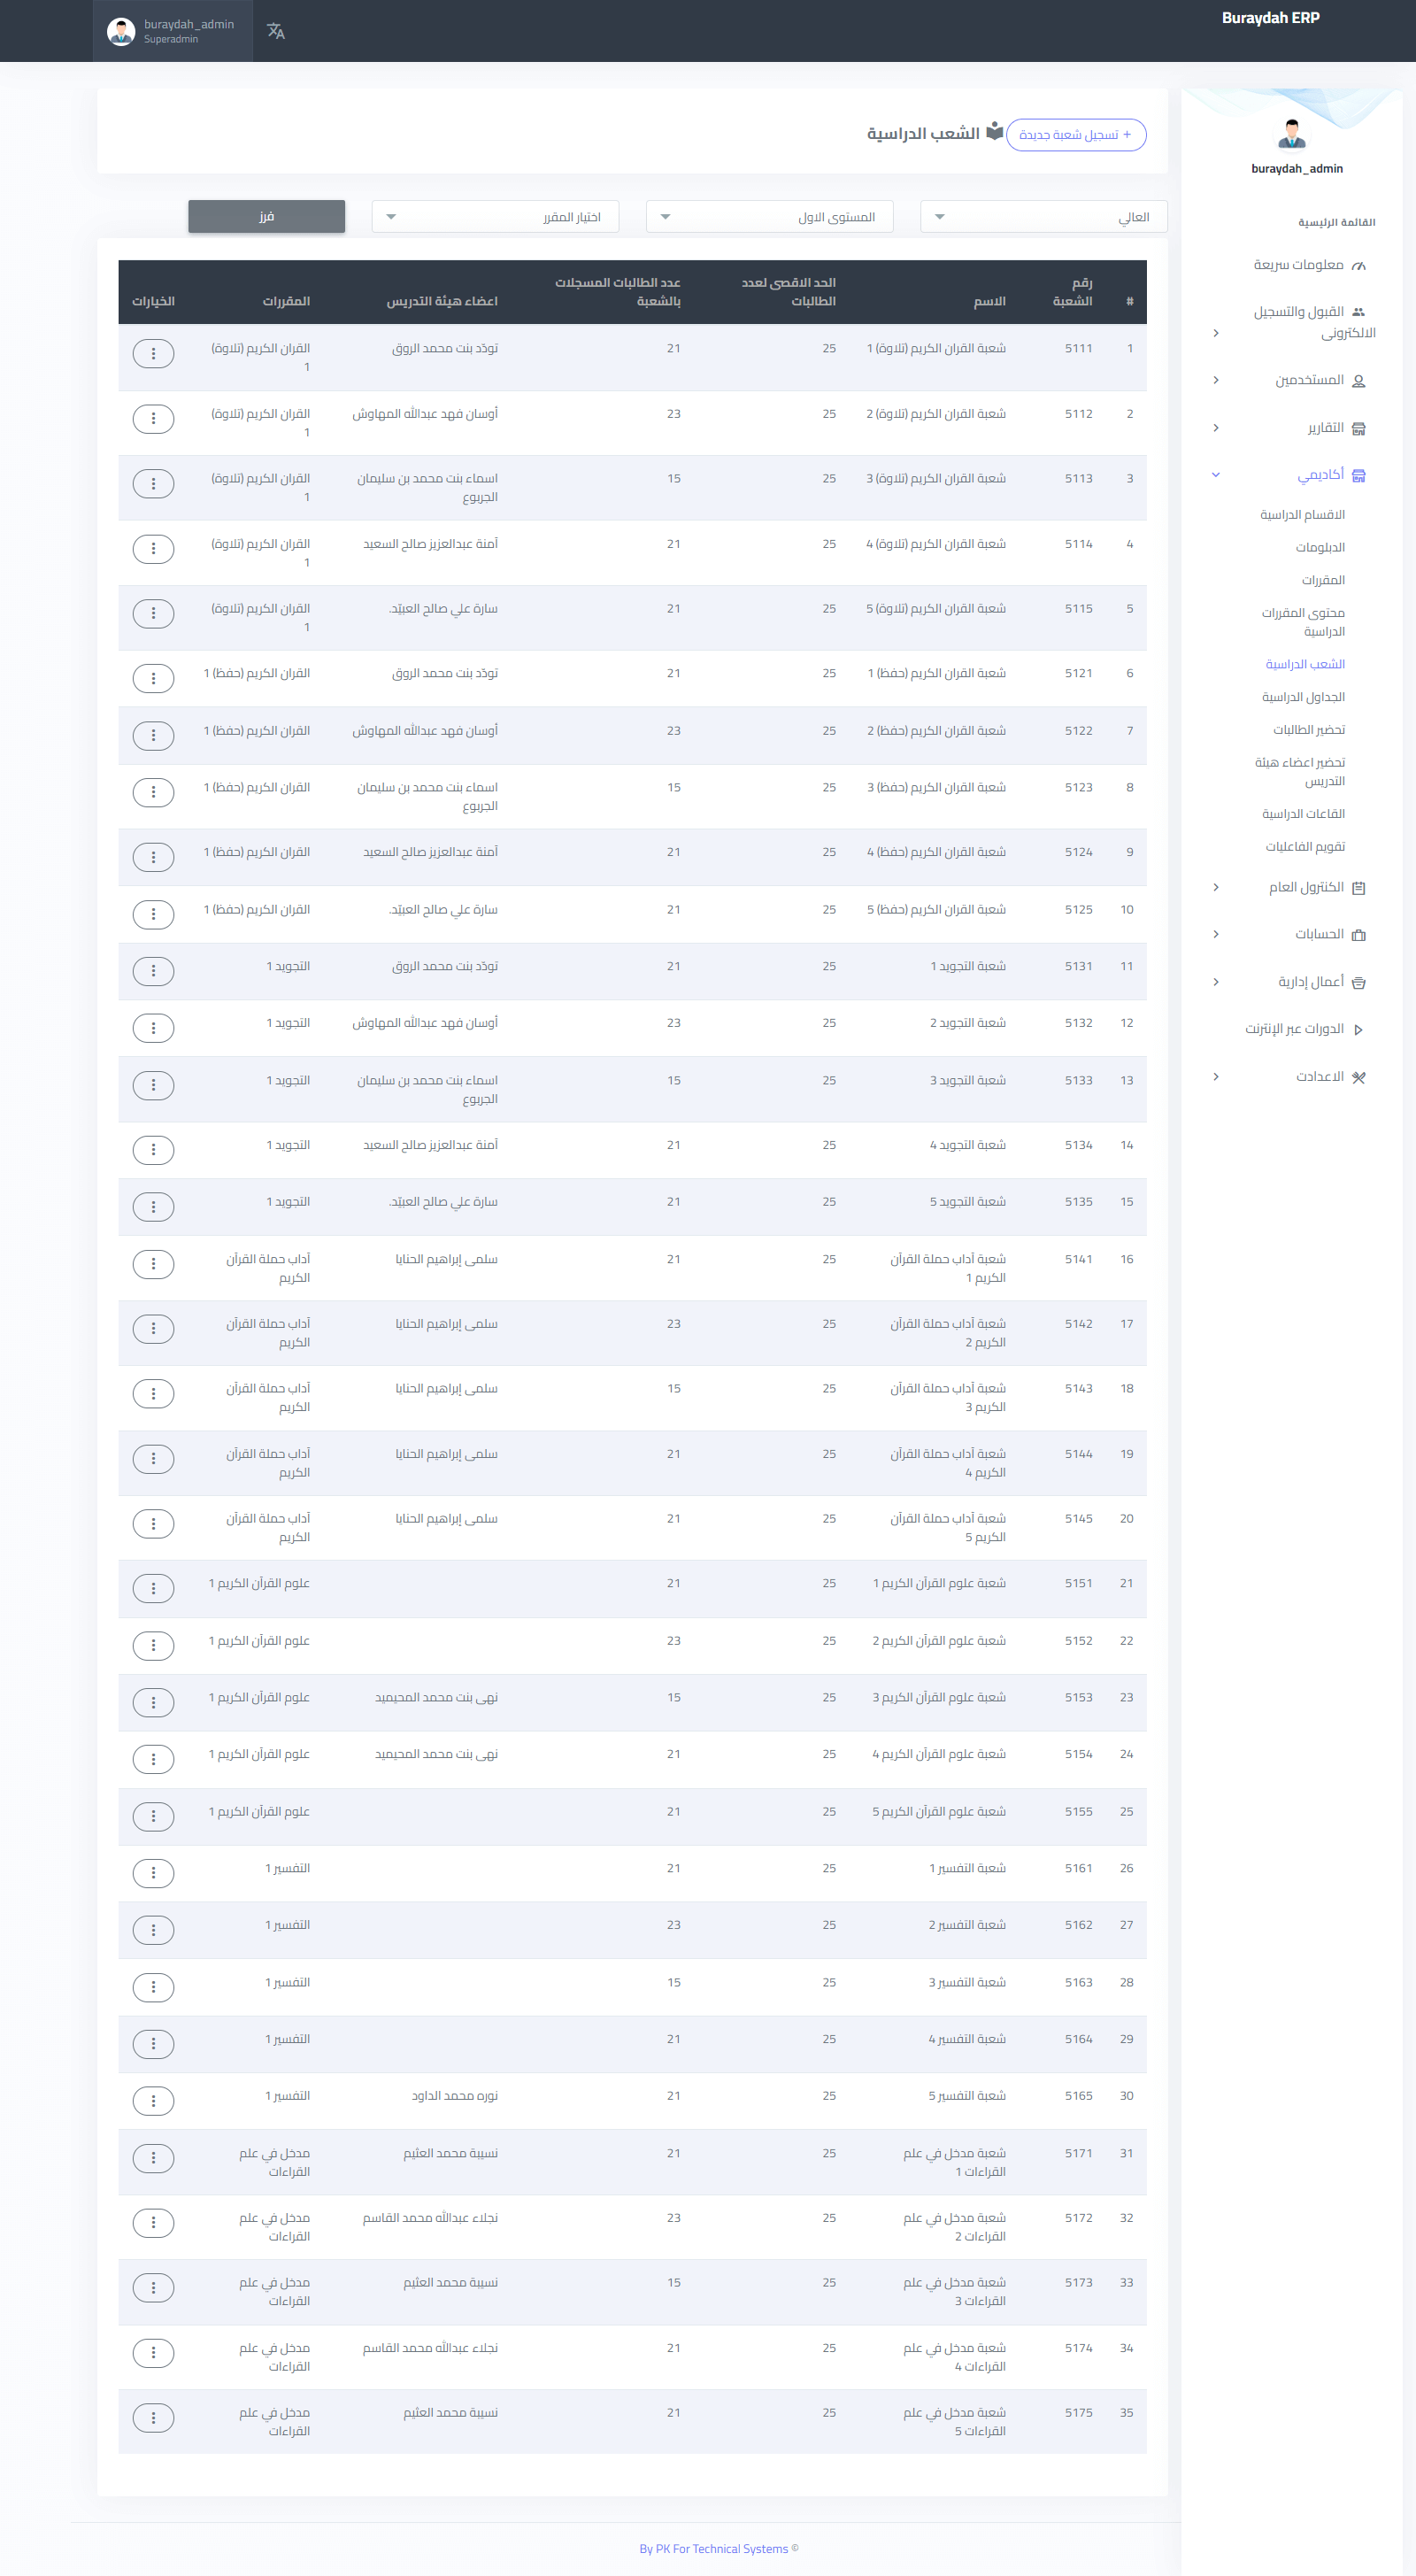 Buraydah ERP
buraydah_admin
Superadmin
buraydah_admin
القائمة الرئيسية
معلومات سريعة
القبول والتسجيل
الالكترونى
المستخدمين
التقارير
أكاديمي
الاقسام الدراسية
الدبلومات
المقررات
محتوى المقررات
الدراسية
الشعب الدراسية
الجداول الدراسية
تحضير الطالبات
تحضير اعضاء هيئة
التدريس
القاعات الدراسية
تقويم الفاعليات
الكنترول العام
الحسابات
أعمال إدارية
الدورات عبر الإنترنت
الاعدادت
+ تسجيل شعبة جديدة الشعب الدراسية
العالي المستوى الاول اختيار المقرر فرز
# رقم الشعبة الاسم الحد الاقصى لعدد الطالبات عدد الطالبات المسجلات بالشعبة اعضاء هيئة التدريس المقررات الخيارات
1 5111 شعبة القران الكريم (تلاوة) 1 25 21 تودّد بنت محمد الروق القران الكريم (تلاوة) 1
2 5112 شعبة القران الكريم (تلاوة) 2 25 23 أوسان فهد عبدالله المهاوش القران الكريم (تلاوة) 1
3 5113 شعبة القران الكريم (تلاوة) 3 25 15 اسماء بنت محمد بن سليمان الجربوع القران الكريم (تلاوة) 1
4 5114 شعبة القران الكريم (تلاوة) 4 25 21 آمنة عبدالعزيز صالح السعيد القران الكريم (تلاوة) 1
5 5115 شعبة القران الكريم (تلاوة) 5 25 21 سارة علي صالح العبيّد. القران الكريم (تلاوة) 1
6 5121 شعبة القران الكريم (حفظ) 1 25 21 تودّد بنت محمد الروق القران الكريم (حفظ) 1
7 5122 شعبة القران الكريم (حفظ) 2 25 23 أوسان فهد عبدالله المهاوش القران الكريم (حفظ) 1
8 5123 شعبة القران الكريم (حفظ) 3 25 15 اسماء بنت محمد بن سليمان الجربوع القران الكريم (حفظ) 1
9 5124 شعبة القران الكريم (حفظ) 4 25 21 آمنة عبدالعزيز صالح السعيد القران الكريم (حفظ) 1
10 5125 شعبة القران الكريم (حفظ) 5 25 21 سارة علي صالح العبيّد. القران الكريم (حفظ) 1
11 5131 شعبة التجويد 1 25 21 تودّد بنت محمد الروق التجويد 1
12 5132 شعبة التجويد 2 25 23 أوسان فهد عبدالله المهاوش التجويد 1
13 5133 شعبة التجويد 3 25 15 اسماء بنت محمد بن سليمان الجربوع التجويد 1
14 5134 شعبة التجويد 4 25 21 آمنة عبدالعزيز صالح السعيد التجويد 1
15 5135 شعبة التجويد 5 25 21 سارة علي صالح العبيّد. التجويد 1
16 5141 شعبة آداب حملة القرآن الكريم 1 25 21 سلمى إبراهيم الحنايا آداب حملة القرآن الكريم
17 5142 شعبة آداب حملة القرآن الكريم 2 25 23 سلمى إبراهيم الحنايا آداب حملة القرآن الكريم
18 5143 شعبة آداب حملة القرآن الكريم 3 25 15 سلمى إبراهيم الحنايا آداب حملة القرآن الكريم
19 5144 شعبة آداب حملة القرآن الكريم 4 25 21 سلمى إبراهيم الحنايا آداب حملة القرآن الكريم
20 5145 شعبة آداب حملة القرآن الكريم 5 25 21 سلمى إبراهيم الحنايا آداب حملة القرآن الكريم
21 5151 شعبة علوم القرآن الكريم 1 25 21 علوم القرآن الكريم 1
22 5152 شعبة علوم القرآن الكريم 2 25 23 علوم القرآن الكريم 1
23 5153 شعبة علوم القرآن الكريم 3 25 15 نهى بنت محمد المحيميد علوم القرآن الكريم 1
24 5154 شعبة علوم القرآن الكريم 4 25 21 نهى بنت محمد المحيميد علوم القرآن الكريم 1
25 5155 شعبة علوم القرآن الكريم 5 25 21 علوم القرآن الكريم 1
26 5161 شعبة التفسير 1 25 21 التفسير 1
27 5162 شعبة التفسير 2 25 23 التفسير 1
28 5163 شعبة التفسير 3 25 15 التفسير 1
29 5164 شعبة التفسير 4 25 21 التفسير 1
30 5165 شعبة التفسير 5 25 21 نوره محمد الداود التفسير 1
31 5171 شعبة مدخل في علم القراءات 1 25 21 نسيبة محمد العثيم مدخل في علم القراءات
32 5172 شعبة مدخل في علم القراءات 2 25 23 نجلاء عبدالله محمد القاسم مدخل في علم القراءات
33 5173 شعبة مدخل في علم القراءات 3 25 15 نسيبة محمد العثيم مدخل في علم القراءات
34 5174 شعبة مدخل في علم القراءات 4 25 21 نجلاء عبدالله محمد القاسم مدخل في علم القراءات
35 5175 شعبة مدخل في علم القراءات 5 25 21 نسيبة محمد العثيم مدخل في علم القراءات
By PK For Technical Systems ©